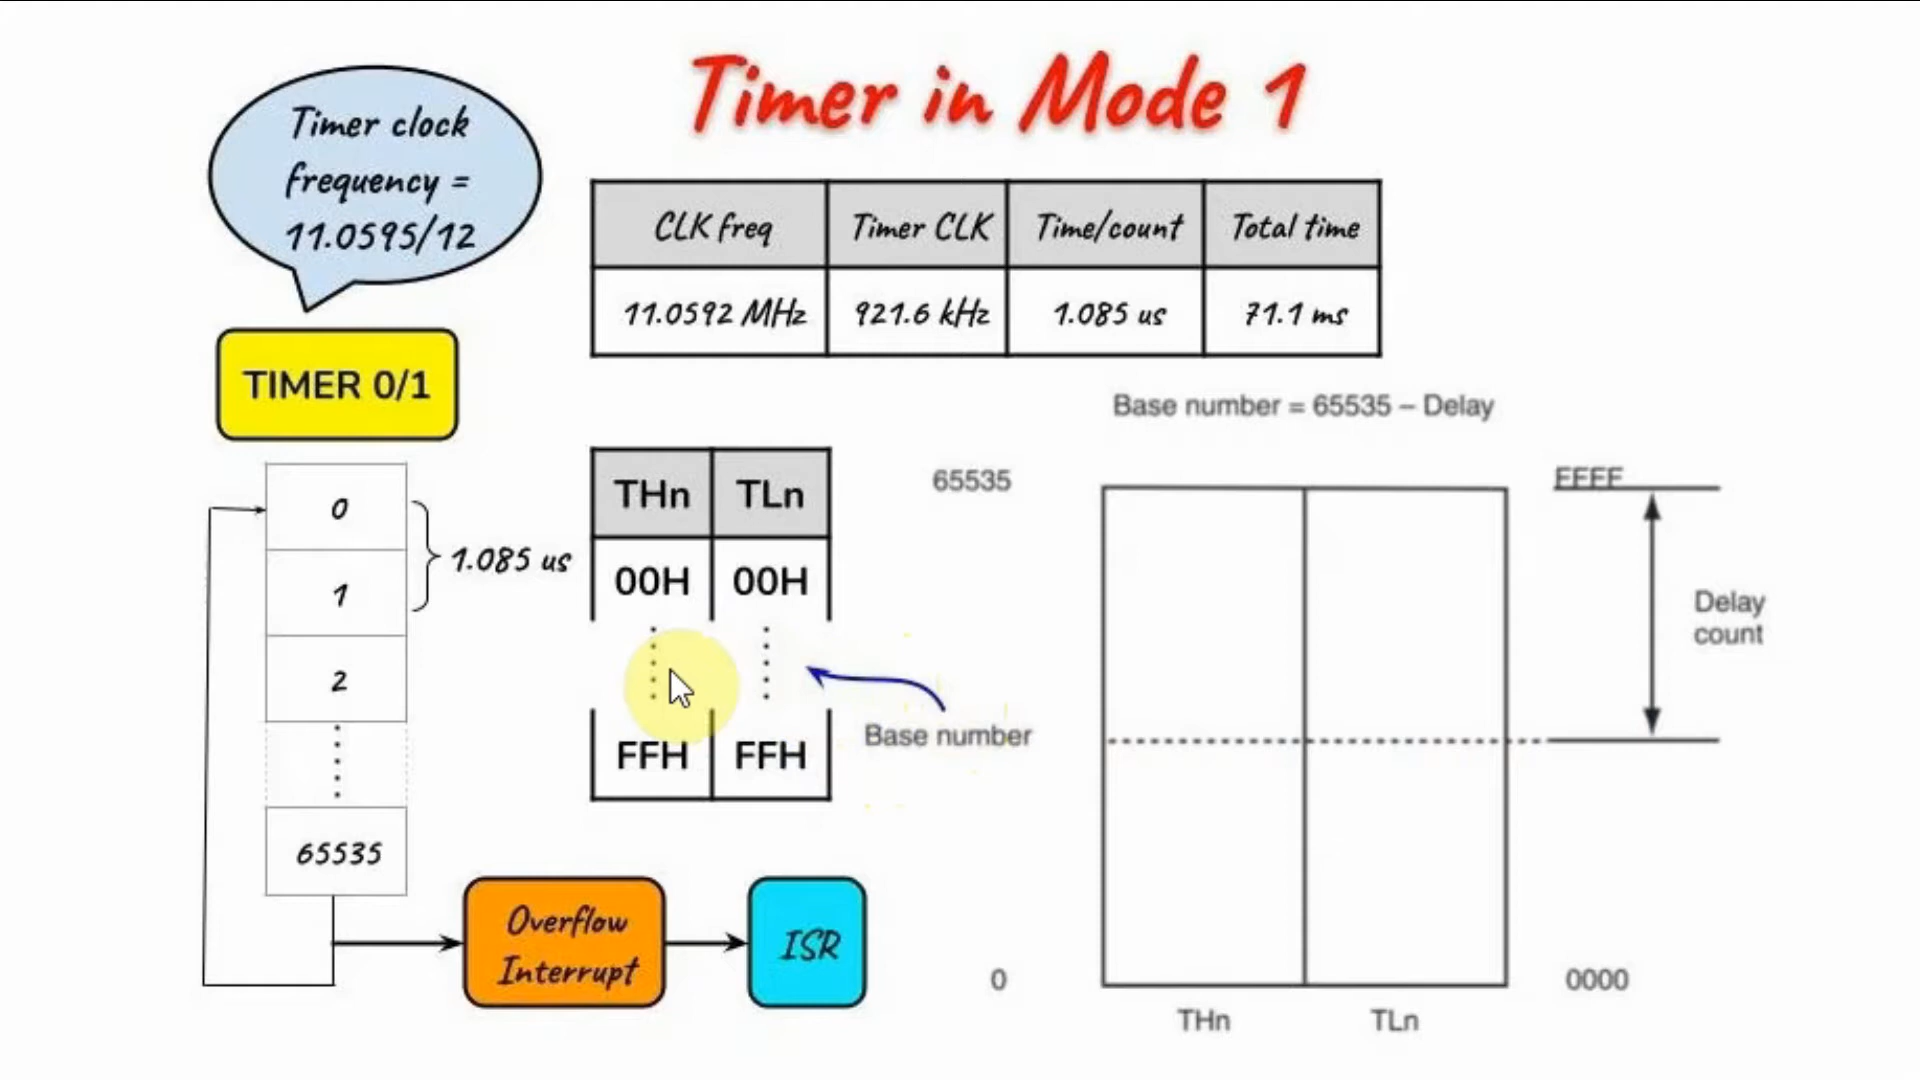 Timer in Mode 1
Timer clock
frequency =
11.0595/12
CLK freq Timer CLK Time/count Total time
11.0592 MHz 921.6 kHz 1.085 us 71.1 ms
TIMER 0/1
Base number = 65535 – Delay
0
1
2
65535
1.085 us
THn TLn
00H 00H
FFH FFH
Base number
Overflow
Interrupt
ISR
65535
FFFF
Delay
count
0
0000
THn TLn